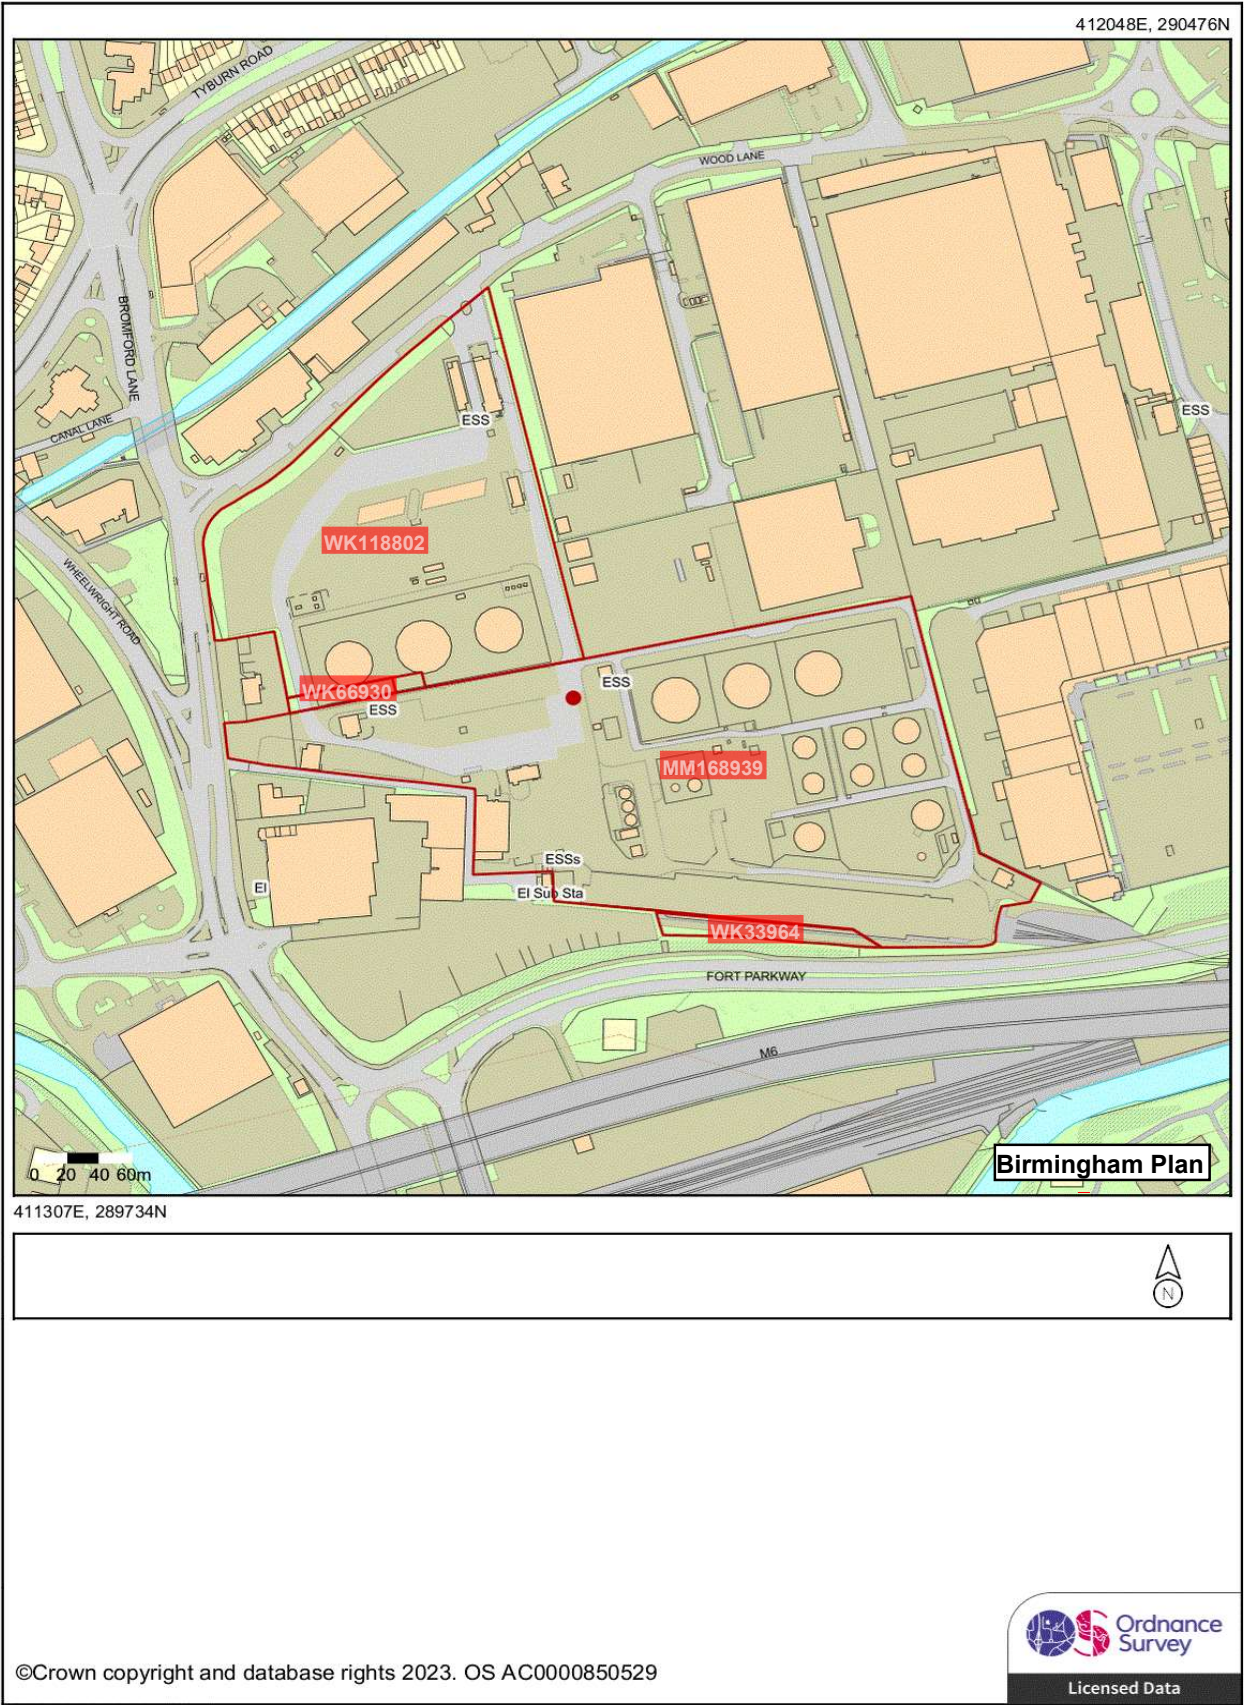 412048E, 290476N
TYBURN ROAD
WOOD LANE
BROMFORD LANE
ESS
ESS
CANAL LANE
WK118802
WHEELWRIGHT ROAD
ESS
WK66930
ESS
MM168939
ESSs
El
El Sub Sta
WK33964
FORT PARKWAY
M6
Birmingham Plan
0 20 40 60m
411307E, 289734N
N
©Crown copyright and database rights 2023. OS AC0000850529
OS
Ordnance
Survey
Licensed Data